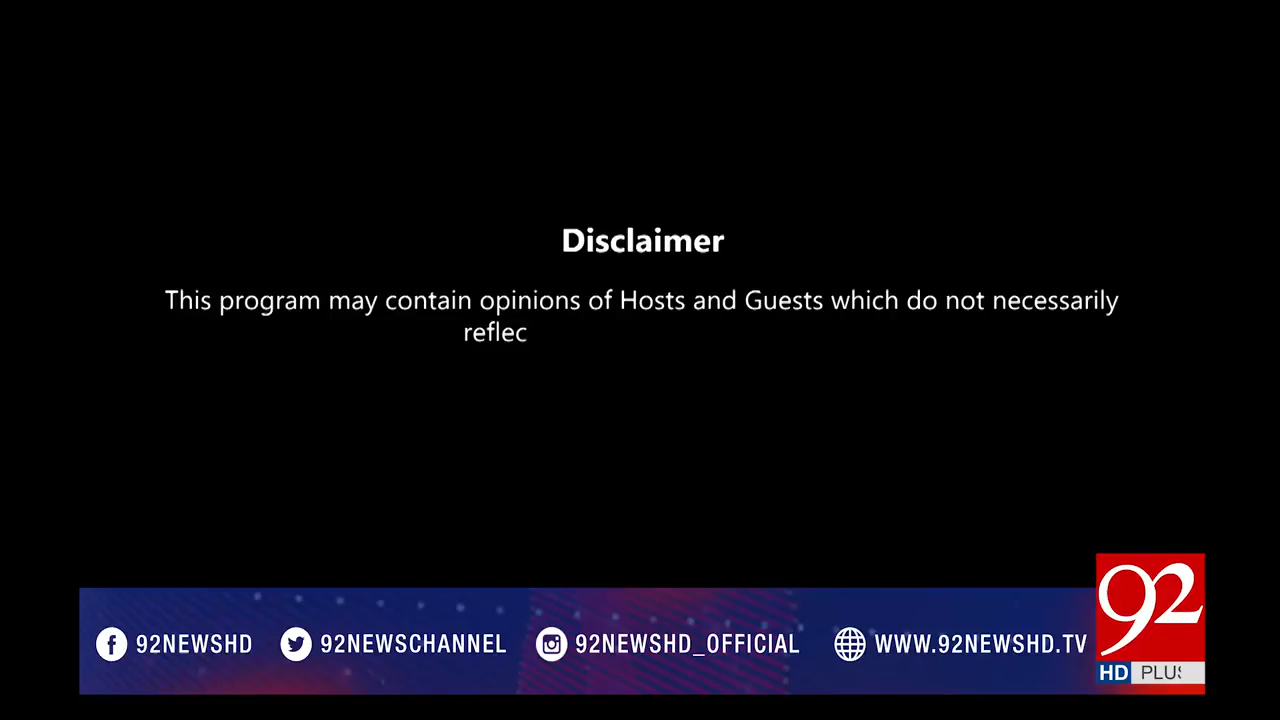 Disclaimer
This program may contain opinions of Hosts and Guests which do not necessarily
reflec
92NEWSHD 92NEWSCHANNEL 92NEWSHD_OFFICIAL WWW.92NEWSHD.TV
92
HD PLUS